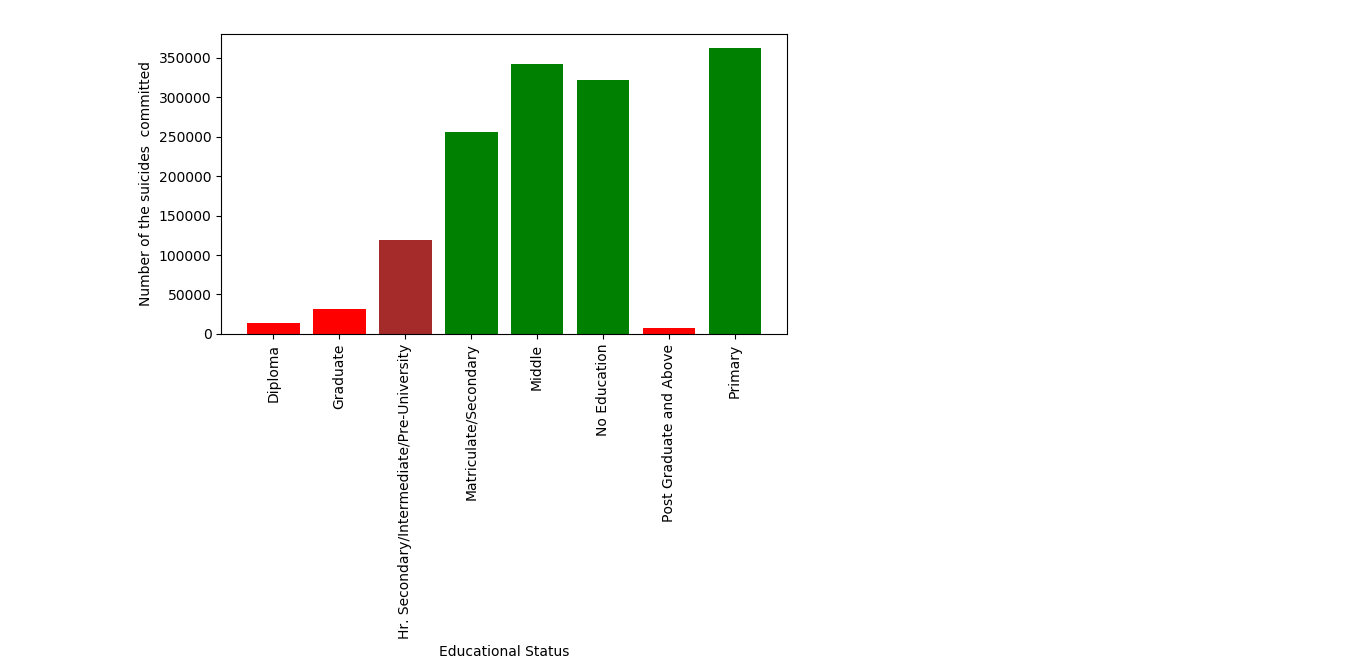 Number of the suicides  committed
350000
300000
250000
200000
150000
100000
50000
0
Diploma
Graduate
Hr. Secondary/Intermediate/Pre-University
Matriculate/Secondary
Middle
No Education
Post Graduate and Above
Primary
Educational Status